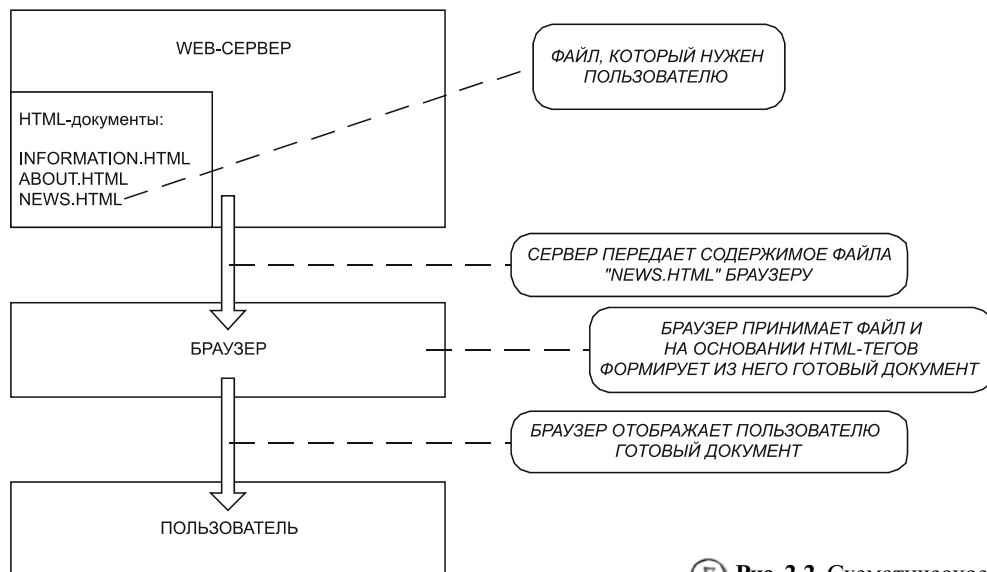 WEB-СЕРВЕР
ФАЙЛ, КОТОРЫЙ НУЖЕН
ПОЛЬЗОВАТЕЛЮ
HTML-документы:
INFORMATION.HTML
ABOUT.HTML
NEWS.HTML
СЕРВЕР ПЕРЕДАЕТ СОДЕРЖИМОЕ ФАЙЛА
"NEWS.HTML" БРАУЗЕРУ
БРАУЗЕР
БРАУЗЕР ПРИНИМАЕТ ФАЙЛ И
НА ОСНОВАНИИ HTML-ТЕГОВ
ФОРМИРУЕТ ИЗ НЕГО ГОТОВЫЙ ДОКУМЕНТ
БРАУЗЕР ОТОБРАЖАЕТ ПОЛЬЗОВАТЕЛЮ
ГОТОВЫЙ ДОКУМЕНТ
ПОЛЬЗОВАТЕЛЬ